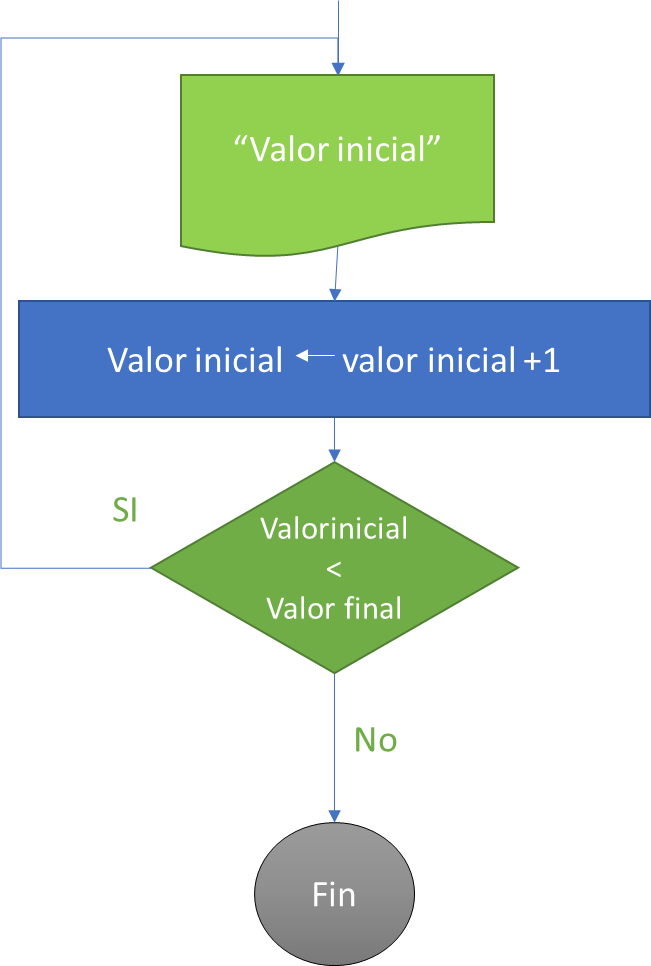 “Valor inicial”
Valor inicial ← valor inicial +1
SI
Valorinicial
<
Valor final
No
Fin